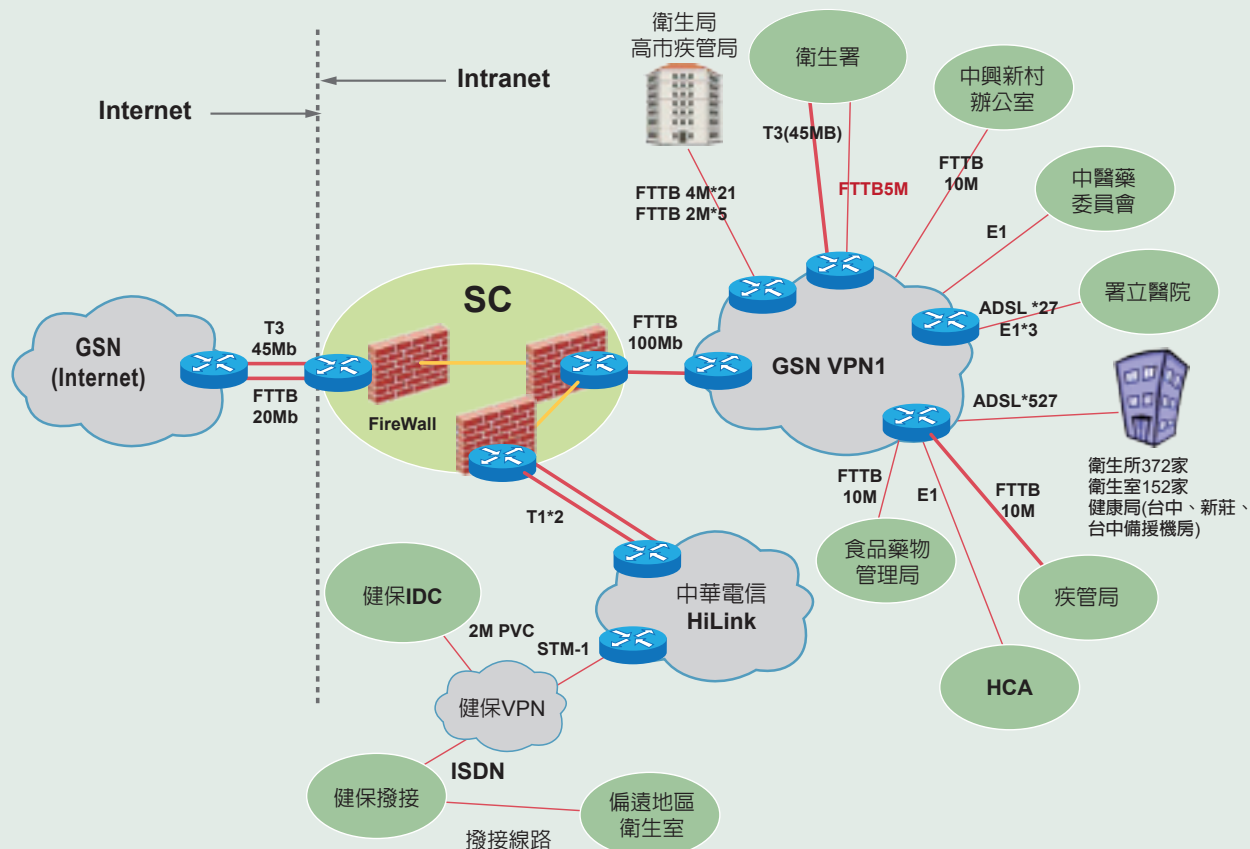 衛生局
高市疾管局
衛生署
中興新村
辦公室
Intranet
Internet
T3(45MB)
FTTB5M
FTTB
10M
中醫藥
委員會
FTTB 4M*21
FTTB 2M*5
E1
署立醫院
ADSL *27
E1*3
SC
GSN
(Internet)
T3
45Mb
FTTB
20Mb
FireWall
FTTB
100Mb
GSN VPN1
ADSL*527
衛生所372家
衛生室152家
健康局(台中、新莊、
台中備援機房)
FTTB
10M
E1
FTTB
10M
食品藥物
管理局
疾管局
HCA
T1*2
中華電信
HiLink
健保IDC
2M PVC
STM-1
健保VPN
ISDN
健保撥接
撥接線路
偏遠地區
衛生室